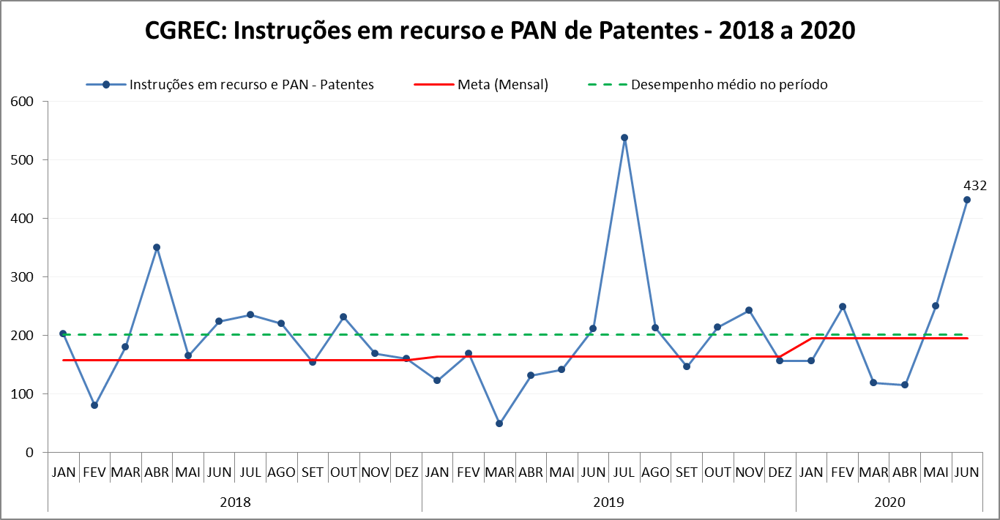 CGREC: Instruções em recurso e PAN de Patentes - 2018 a 2020
Instruções em recurso e PAN - Patentes Meta (Mensal) Desempenho médio no período
600
500
432
400
300
200
100
0
JAN FEV MAR ABR MAI JUN JUL AGO SET OUT NOV DEZ JAN FEV MAR ABR MAI JUN JUL AGO SET OUT NOV DEZ JAN FEV MAR ABR MAI JUN
2018 2019 2020